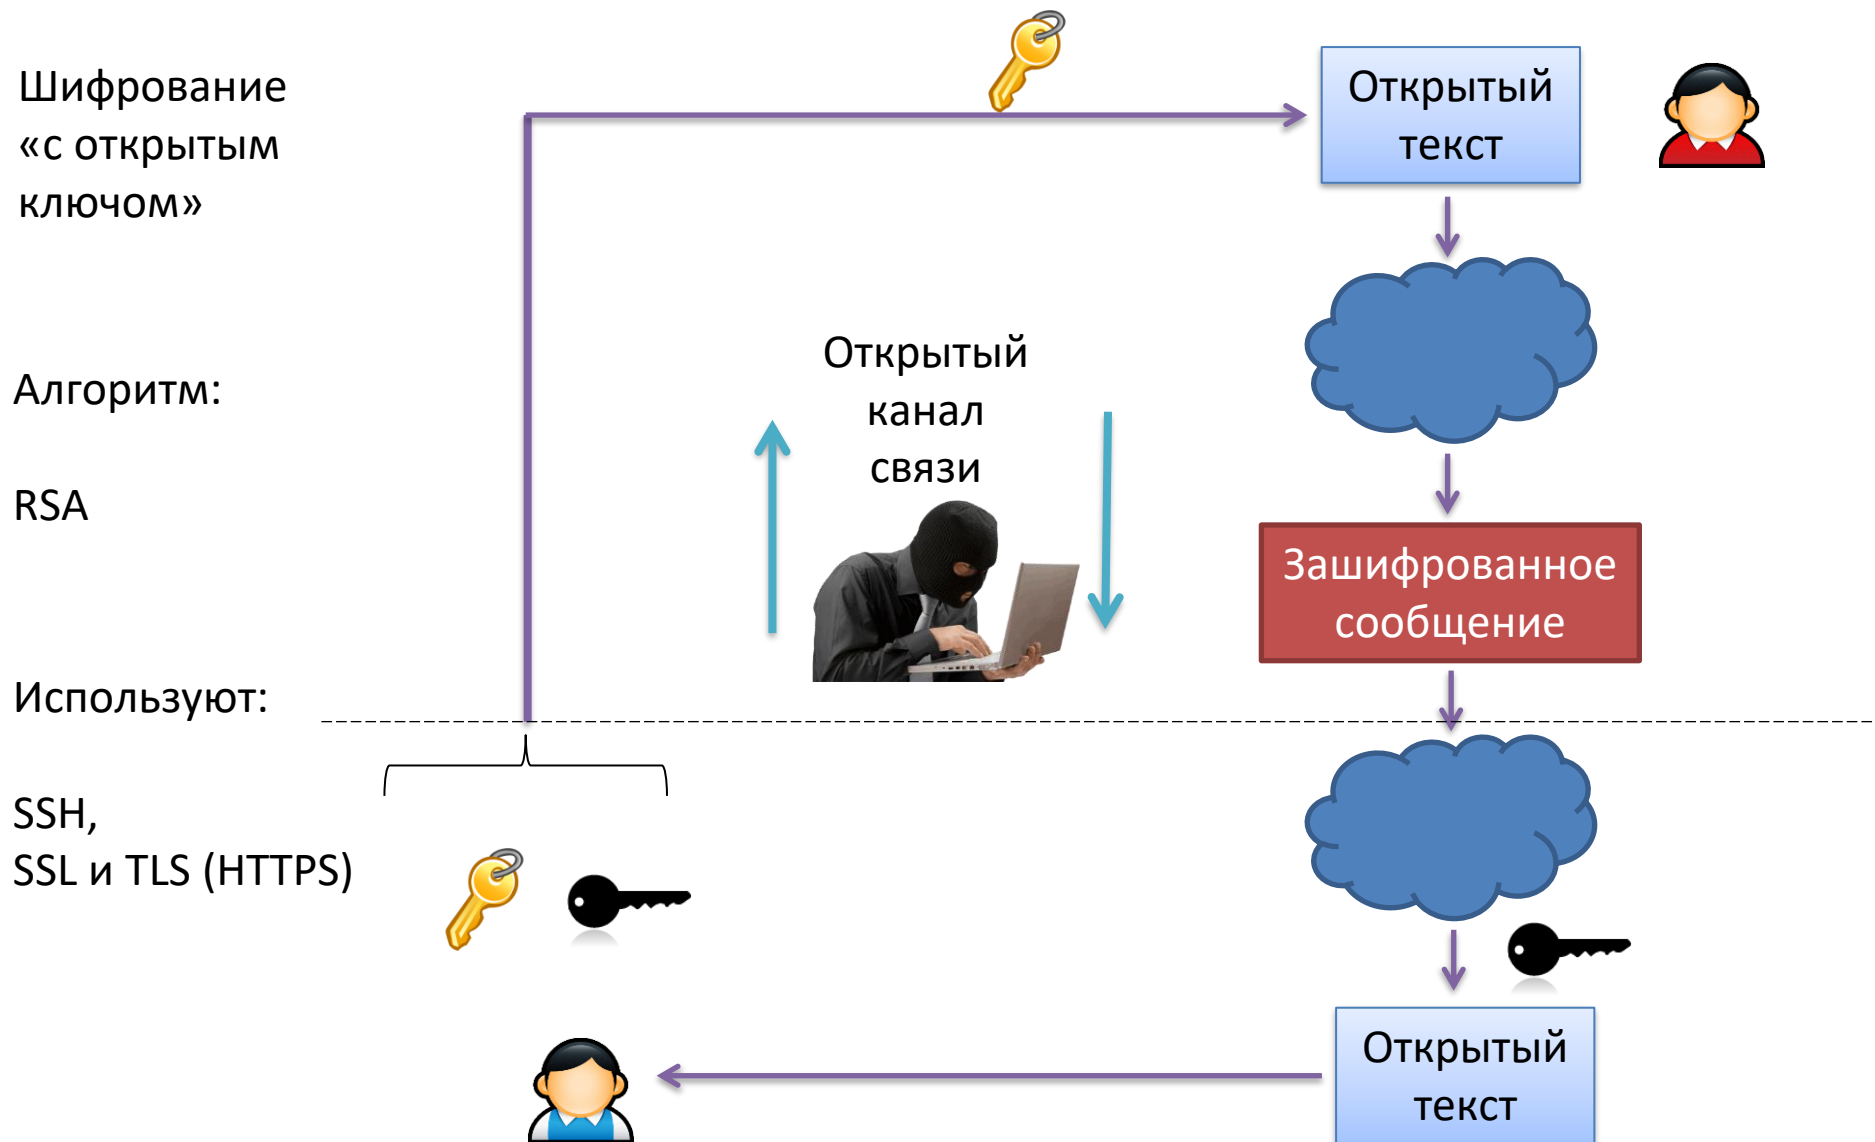 Шифрование
«с открытым
ключом»
Открытый
текст
Открытый
канал
связи
Алгоритм:
RSA
Зашифрованное
сообщение
Используют:
SSH,
SSL и TLS (HTTPS)
Открытый
текст